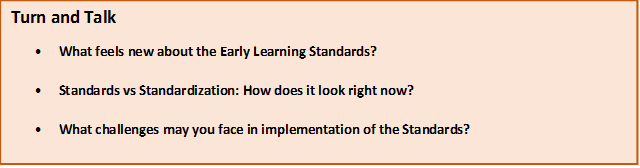 Turn and Talk
• What feels new about the Early Learning Standards?
• Standards vs Standardization: How does it look right now?
• What challenges may you face in implementation of the Standards?